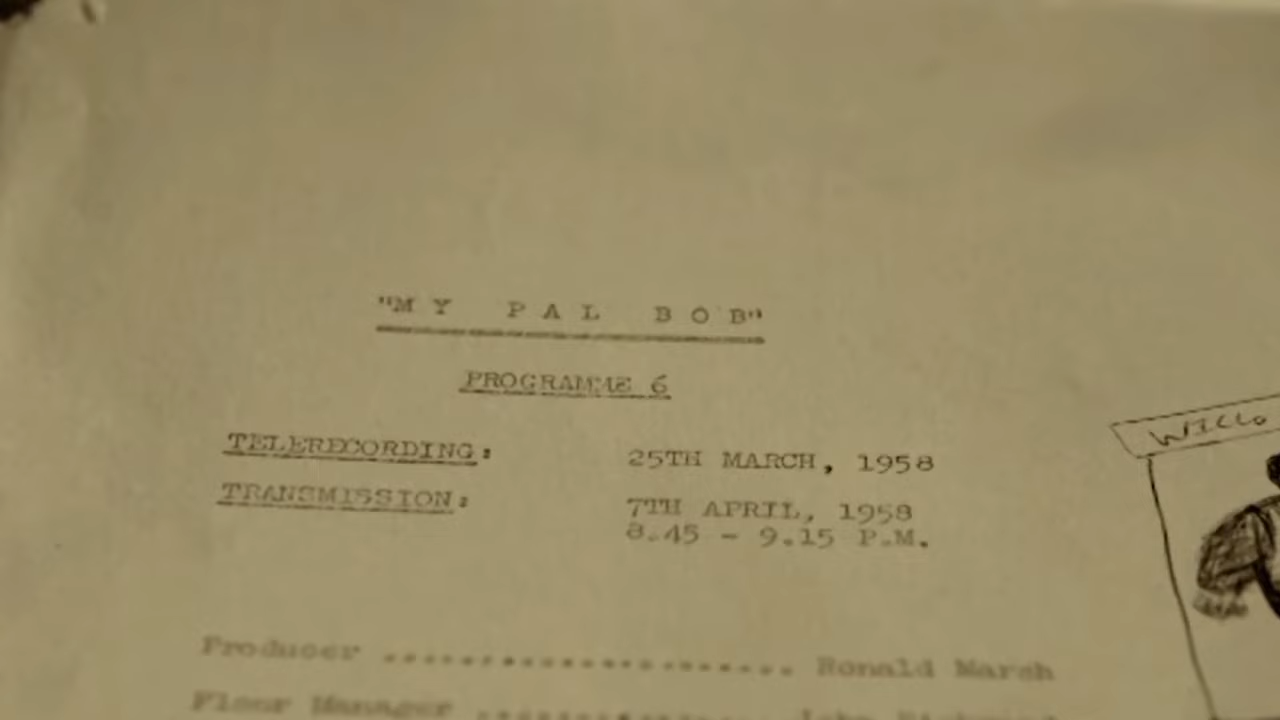 "M Y  P A L  B O B"
PROGRAMME 6
TELERECORDING: 25TH MARCH, 1958
TRANSMISSION: 7TH APRIL, 1958
8.45 - 9.15 P.M.
Producer .................... Ronald Marsh
Floor Manager .............. John